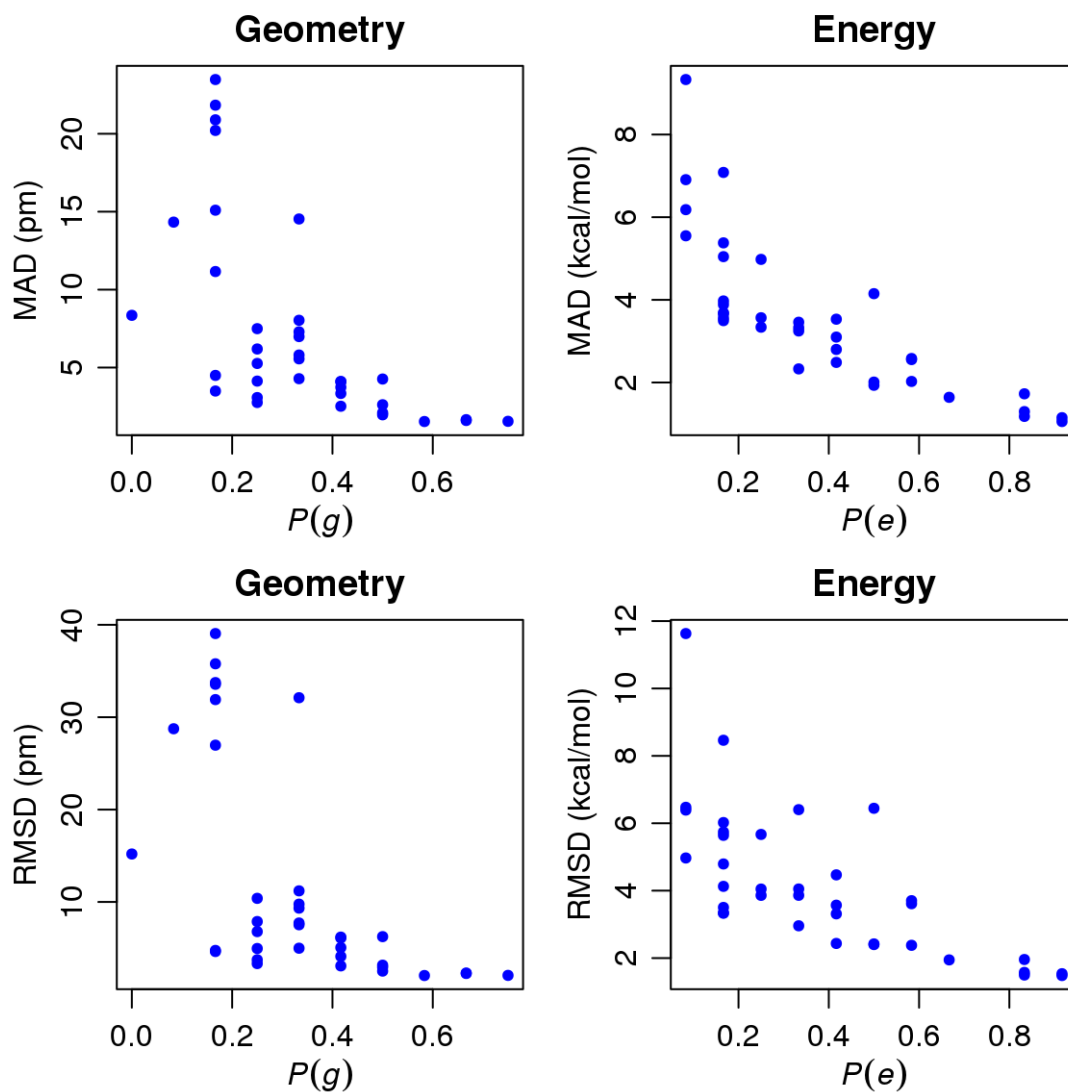 Geometry
MAD (pm)
20
15
10
5
0.0 0.2 0.4 0.6
P(g)
Energy
MAD (kcal/mol)
8
6
4
2
0.2 0.4 0.6 0.8
P(e)
Geometry
RMSD (pm)
40
30
20
10
0.0 0.2 0.4 0.6
P(g)
Energy
RMSD (kcal/mol)
12
10
8
6
4
2
0.2 0.4 0.6 0.8
P(e)